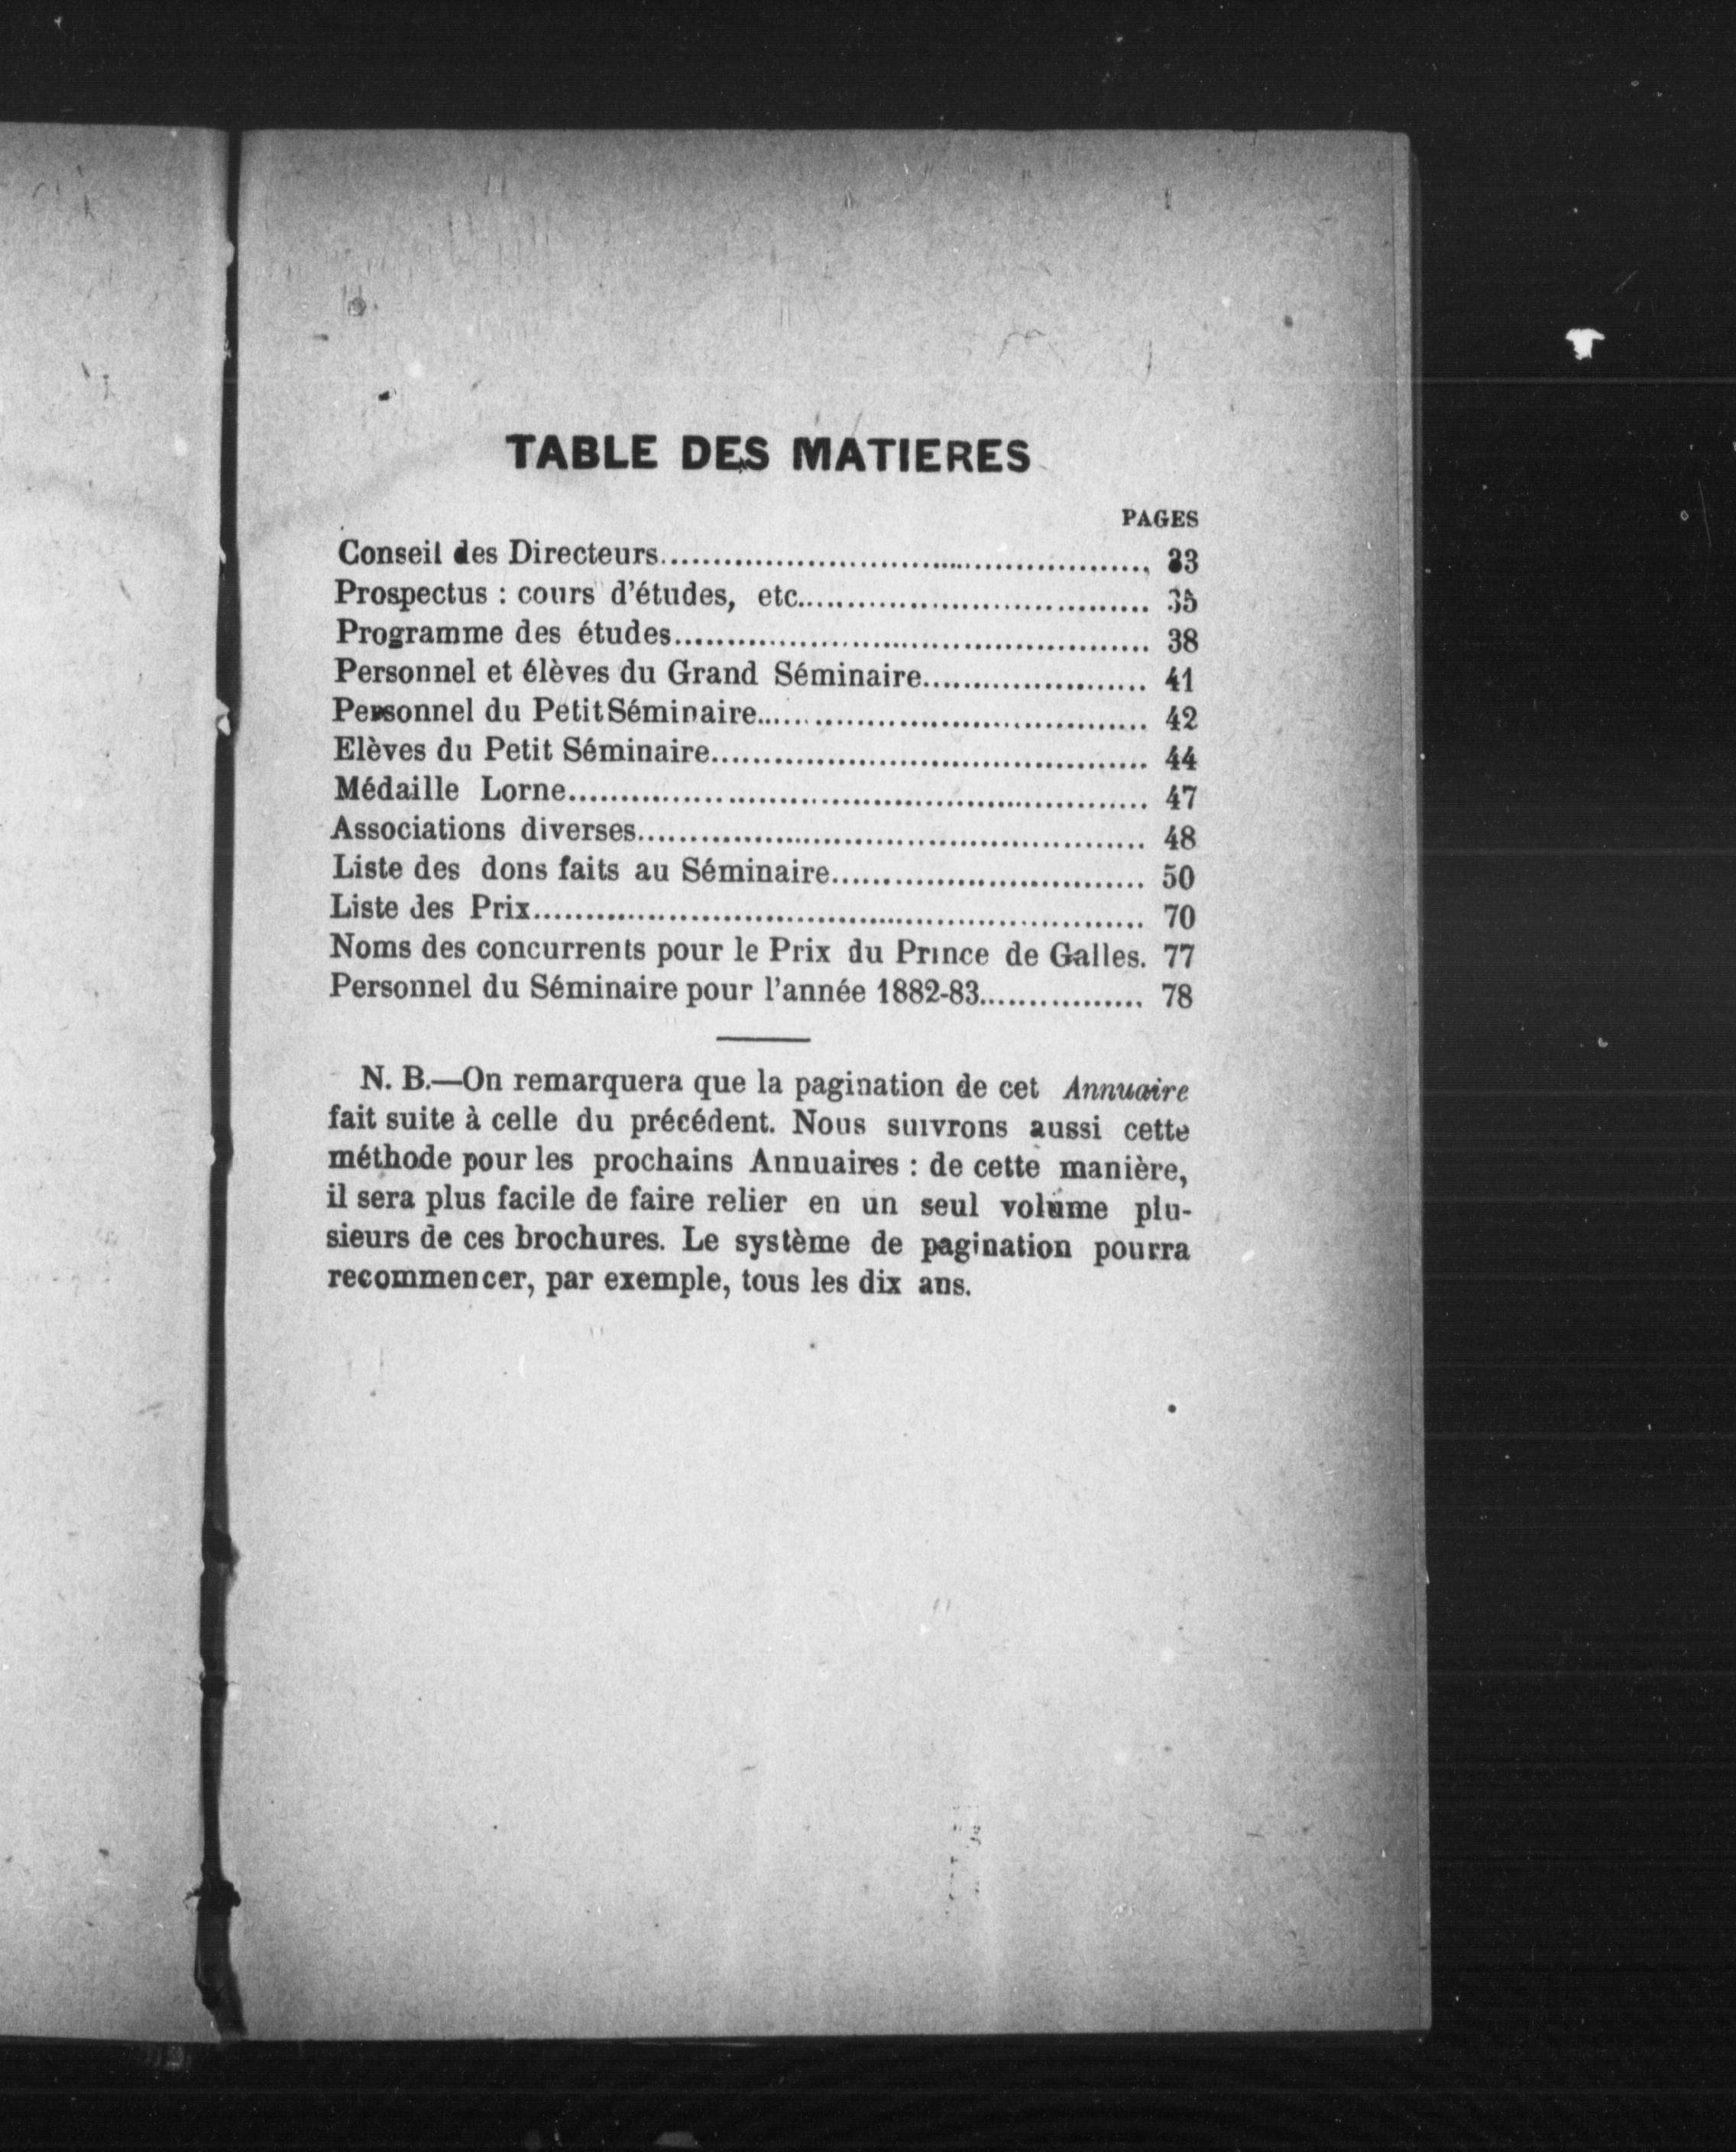 TABLE DES MATIERES
PAGES
Conseil des Directeurs.................................................... 33
Prospectus : cours d'études, etc..................................... 35
Programme des études.................................................. 38
Personnel et élèves du Grand Séminaire....................... 41
Personnel du Petit Séminaire......................................... 42
Elèves du Petit Séminaire.............................................. 44
Médaille Lorne............................................................. 47
Associations diverses..................................................... 48
Liste des dons faits au Séminaire................................. 50
Liste des Prix................................................................ 70
Noms des concurrents pour le Prix du Prince de Galles. 77
Personnel du Séminaire pour l'année 1882-83................. 78
N. B.—On remarquera que la pagination de cet Annuaire
fait suite à celle du précédent. Nous suivrons aussi cette
méthode pour les prochains Annuaires : de cette manière,
il sera plus facile de faire relier en un seul volume plu-
sieurs de ces brochures. Le système de pagination pourra
recommencer, par exemple, tous les dix ans.